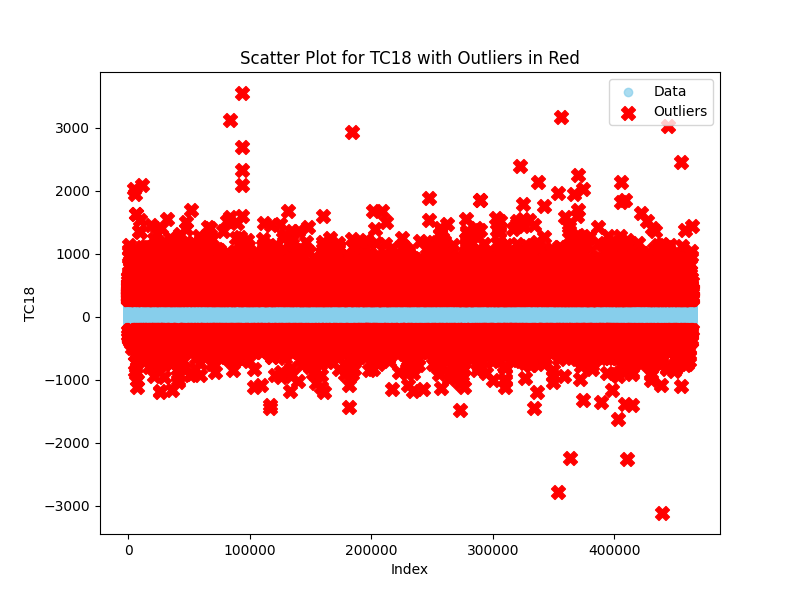 Scatter Plot for TC18 with Outliers in Red
Data
Outliers
3000
2000
1000
0
−1000
−2000
−3000
TC18
0
100000
200000
300000
400000
Index